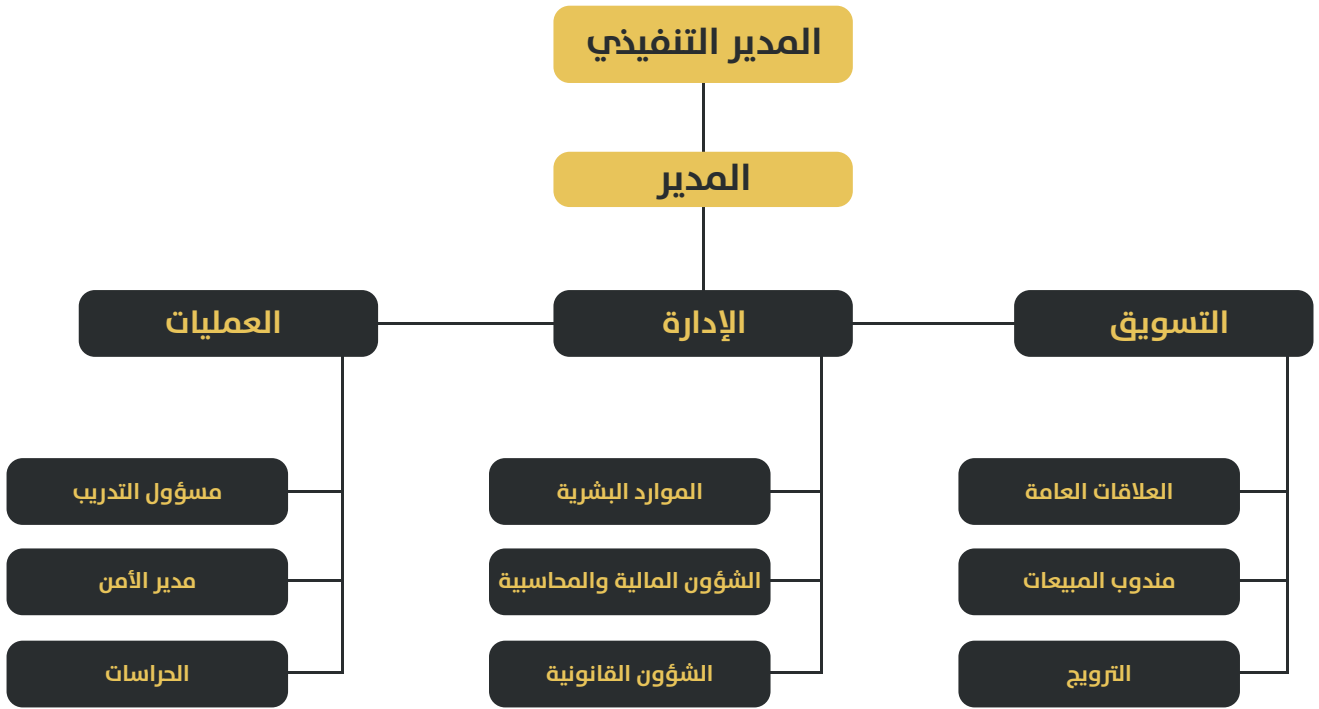 المدير التنفيذي
المدير
التسويق
الإدارة
العمليات
العلاقات العامة
الموارد البشرية
مسؤول التدريب
مندوب المبيعات
الشؤون المالية والمحاسبية
مدير الأمن
الترويج
الشؤون القانونية
الحراسات